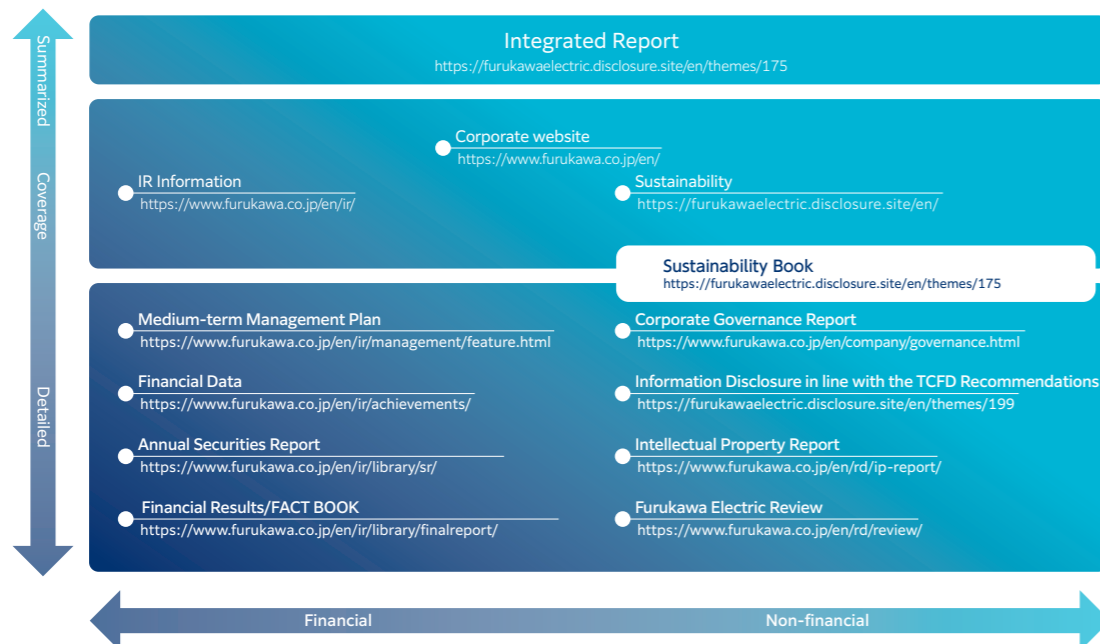 Integrated Report
https://furukawaelectric.disclosure.site/en/themes/175
Summarized
Coverage
Detailed
Corporate website
https://www.furukawa.co.jp/en/
IR Information
https://www.furukawa.co.jp/en/ir/
Sustainability
https://furukawaelectric.disclosure.site/en/
Sustainability Book
https://furukawaelectric.disclosure.site/en/themes/175
Medium-term Management Plan
https://www.furukawa.co.jp/en/ir/management/feature.html
Financial Data
https://www.furukawa.co.jp/en/ir/achievements/
Annual Securities Report
https://www.furukawa.co.jp/en/ir/library/sr/
Financial Results/FACT BOOK
https://www.furukawa.co.jp/en/ir/library/finalreport/
Corporate Governance Report
https://www.furukawa.co.jp/en/company/governance.html
Information Disclosure in line with the TCFD Recommendations
https://furukawaelectric.disclosure.site/en/themes/199
Intellectual Property Report
https://www.furukawa.co.jp/en/rd/ip-report/
Furukawa Electric Review
https://www.furukawa.co.jp/en/rd/review/
Financial
Non-financial